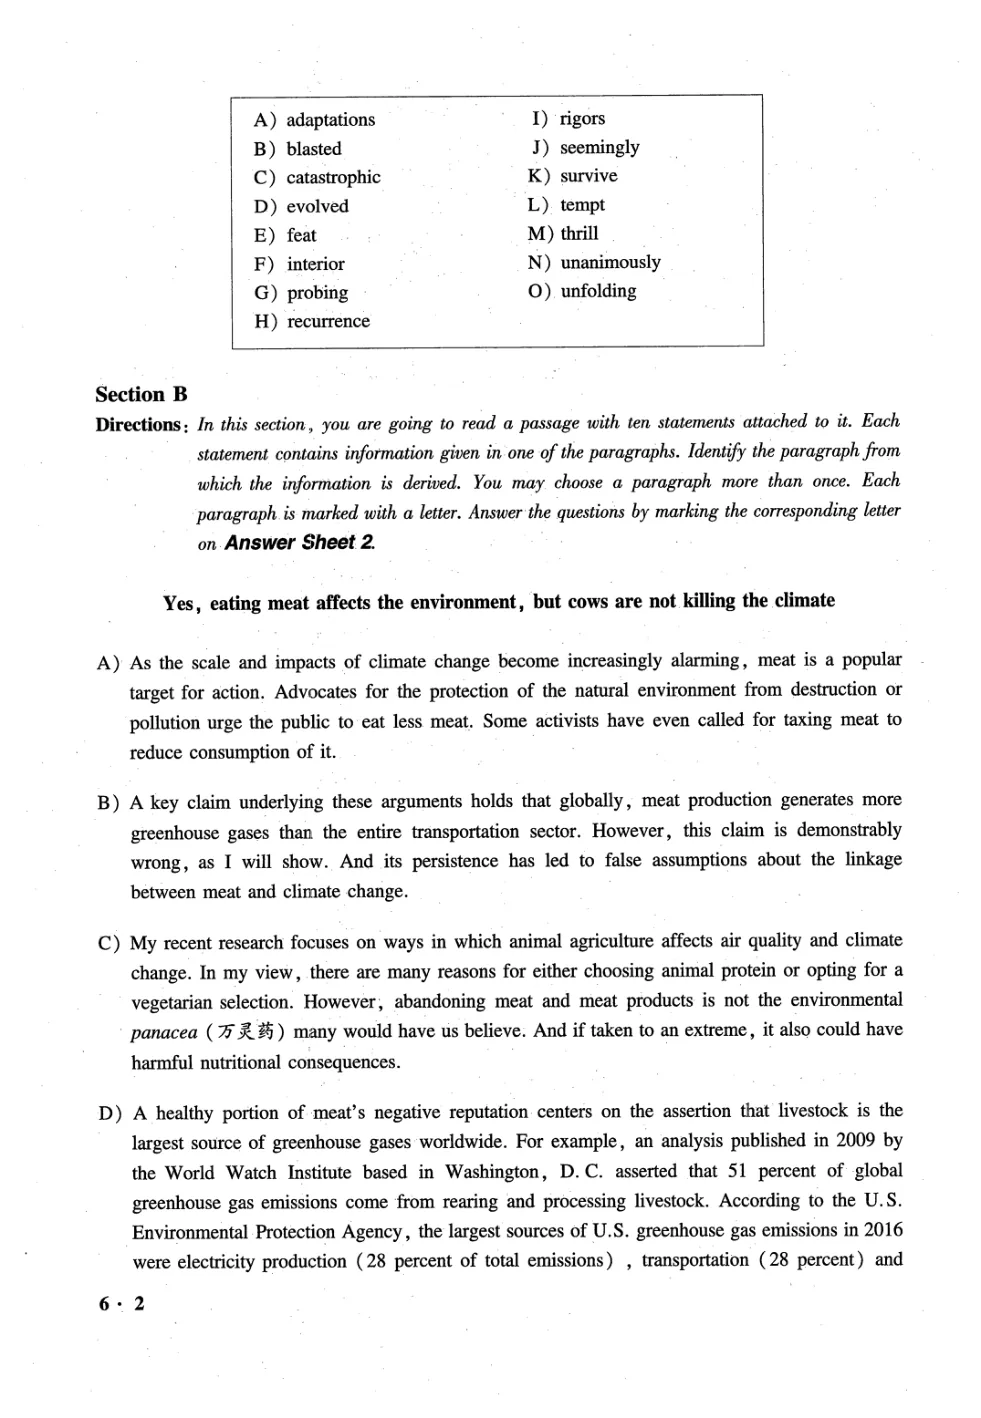 A) adaptations
B) blasted
C) catastrophic
D) evolved
E) feat
F) interior
G) probing
H) recurrence
I) rigors
J) seemingly
K) survive
L) tempt
M) thrill
N) unanimously
O) unfolding
Section B
Directions: In this section, you are going to read a passage with ten statements attached to it. Each
statement contains information given in one of the paragraphs. Identify the paragraph from
which the information is derived. You may choose a paragraph more than once. Each
paragraph is marked with a letter. Answer the questions by marking the corresponding letter
on Answer Sheet 2.
Yes, eating meat affects the environment, but cows are not killing the climate
A) As the scale and impacts of climate change become increasingly alarming, meat is a popular
target for action. Advocates for the protection of the natural environment from destruction or
pollution urge the public to eat less meat. Some activists have even called for taxing meat to
reduce consumption of it.
B) A key claim underlying these arguments holds that globally, meat production generates more
greenhouse gases than the entire transportation sector. However, this claim is demonstrably
wrong, as I will show. And its persistence has led to false assumptions about the linkage
between meat and climate change.
C) My recent research focuses on ways in which animal agriculture affects air quality and climate
change. In my view, there are many reasons for either choosing animal protein or opting for a
vegetarian selection. However, abandoning meat and meat products is not the environmental
panacea (万灵药) many would have us believe. And if taken to an extreme, it also could have
harmful nutritional consequences.
D) A healthy portion of meat's negative reputation centers on the assertion that livestock is the
largest source of greenhouse gases worldwide. For example, an analysis published in 2009 by
the World Watch Institute based in Washington, D.C. asserted that 51 percent of global
greenhouse gas emissions come from rearing and processing livestock. According to the U.S.
Environmental Protection Agency, the largest sources of U.S. greenhouse gas emissions in 2016
were electricity production (28 percent of total emissions), transportation (28 percent) and
6 · 2